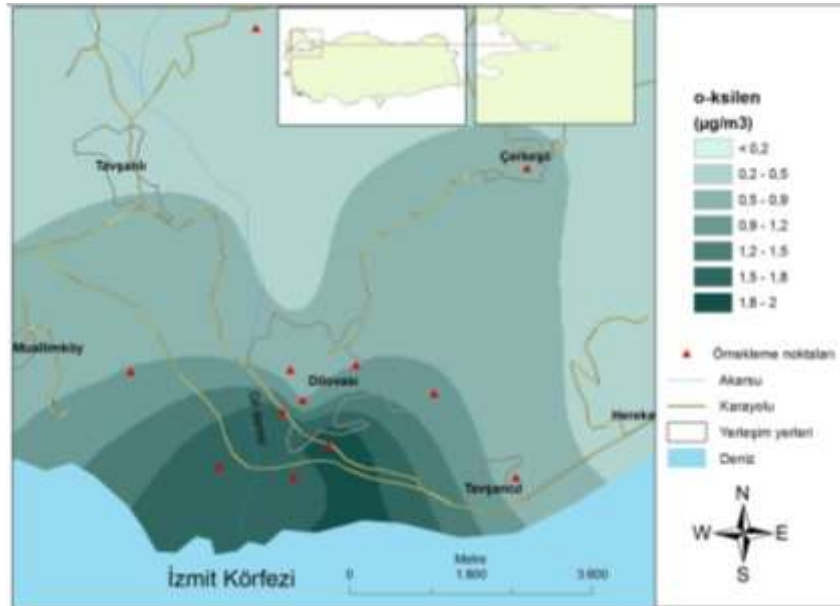 Tavşanlı
Çerkeşli
Muallimköy
Dilovası
Hereke
Tavşancıl
İzmit Körfezi
Metre
0 1.800 3.600
o-ksilen
(µg/m3)
< 0,2
0,2 - 0,5
0,5 - 0,9
0,9 - 1,2
1,2 - 1,5
1,5 - 1,8
1,8 - 2
Örnekleme noktaları
Akarsu
Karayolu
Yerleşim yerleri
Deniz
N
W E
S